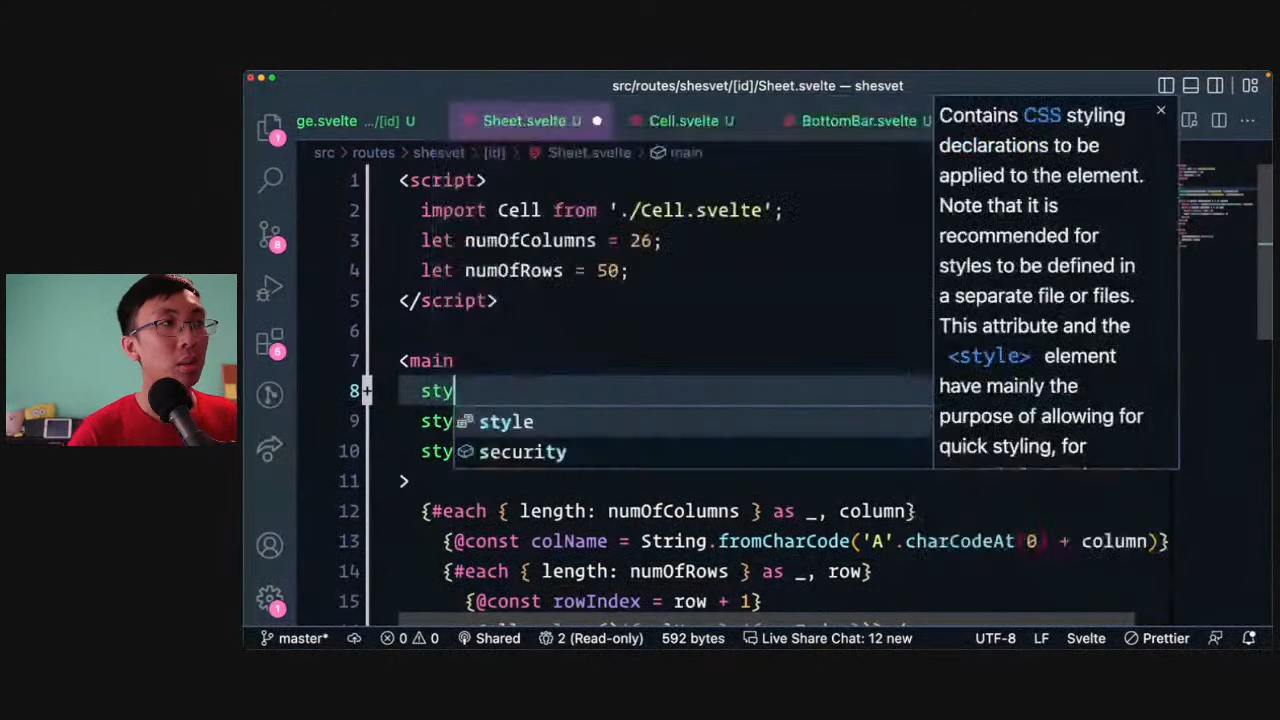 src/routes/shesvet/[id]/Sheet.svelte — shesvet
ge.svelte .../[id] U
Sheet.svelte U
Cell.svelte U
BottomBar.svelte U
src > routes > shesvet > [id] > Sheet.svelte > main
1 <script>
2 import Cell from './Cell.svelte';
3 let numOfColumns = 26;
4 let numOfRows = 50;
5 </script>
6
7 <main
8 sty
9 sty
10 sty
11 >
12 {#each { length: numOfColumns } as _, column}
13 {@const colName = String.fromCharCode('A'.charCodeAt(0) + column)}
14 {#each { length: numOfRows } as _, row}
15 {@const rowIndex = row + 1}
style
security
Contains CSS styling
declarations to be
applied to the element.
Note that it is
recommended for
styles to be defined in
a separate file or files.
This attribute and the
<style> element
have mainly the
purpose of allowing for
quick styling, for
1
8
5
1
master*
0
0
Shared
2 (Read-only)
592 bytes
Live Share Chat: 12 new
UTF-8
LF
Svelte
Prettier